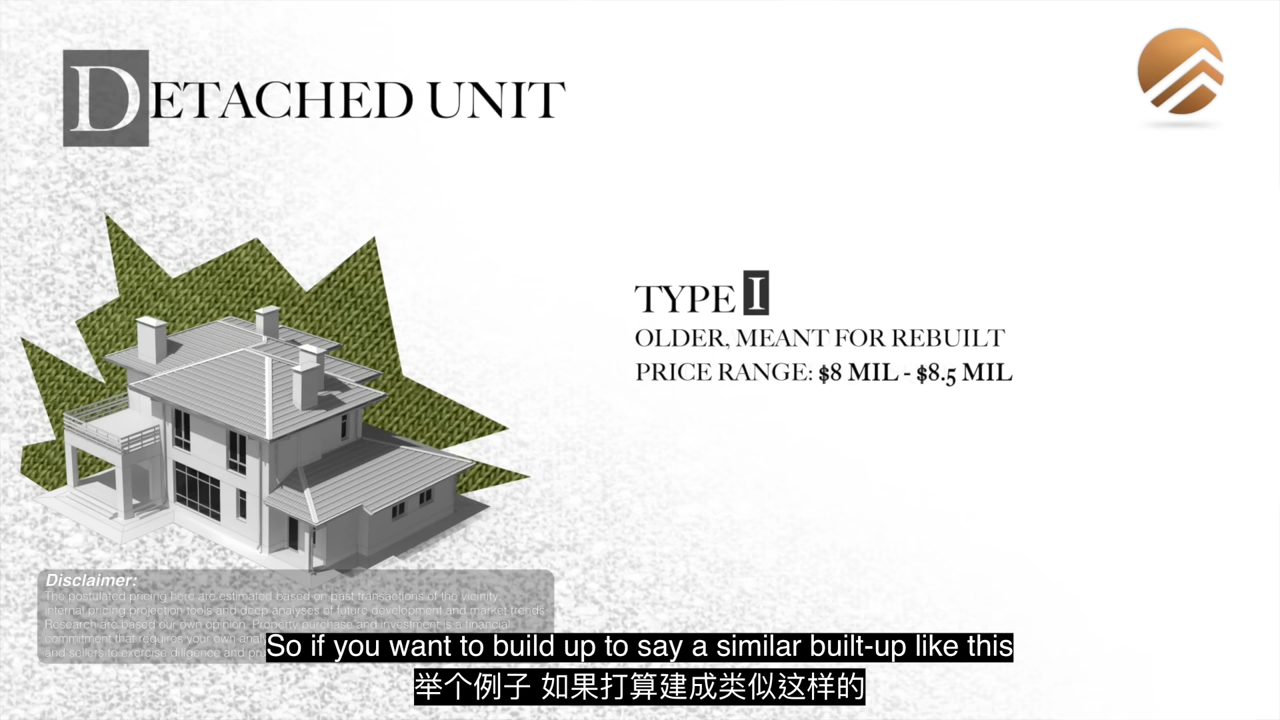 DETACHED UNIT
TYPE I
OLDER, MEANT FOR REBUILT
PRICE RANGE: $8 MIL - $8.5 MIL
Disclaimer:
The postulated pricing here are estimated based on past transactions of the vicinity,
internal pricing projection tools and deep analyses of future development and market trends.
Research are based our own opinion. Property purchase and investment is a financial
commitment that requires your own
and sellers to exercise diligence and
So if you want to build up to say a similar built-up like this
举个例子 如果打算建成类似这样的